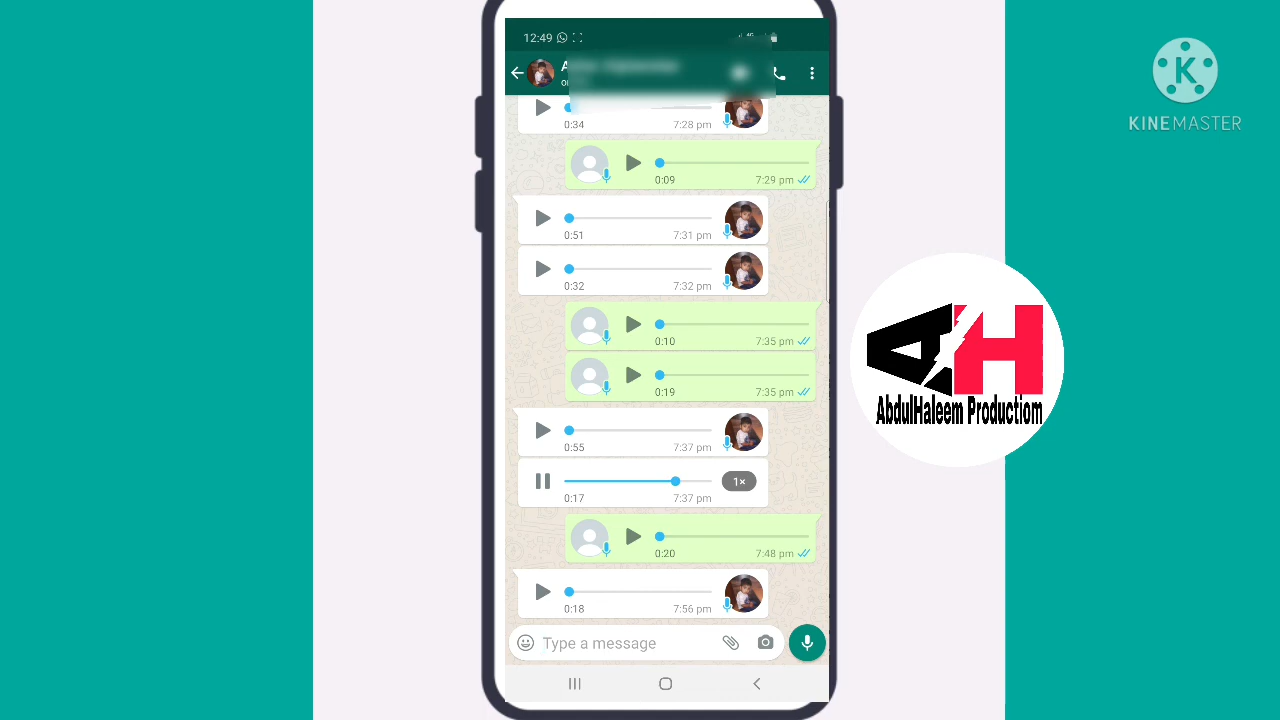 12:49
KINEMASTER
0:34 7:28 pm
0:09 7:29 pm
0:51 7:31 pm
0:32 7:32 pm
0:10 7:35 pm
0:19 7:35 pm
AH
AbdulHaleem Productiom
0:55 7:37 pm
1×
0:17 7:37 pm
0:20 7:48 pm
0:18 7:56 pm
Type a message